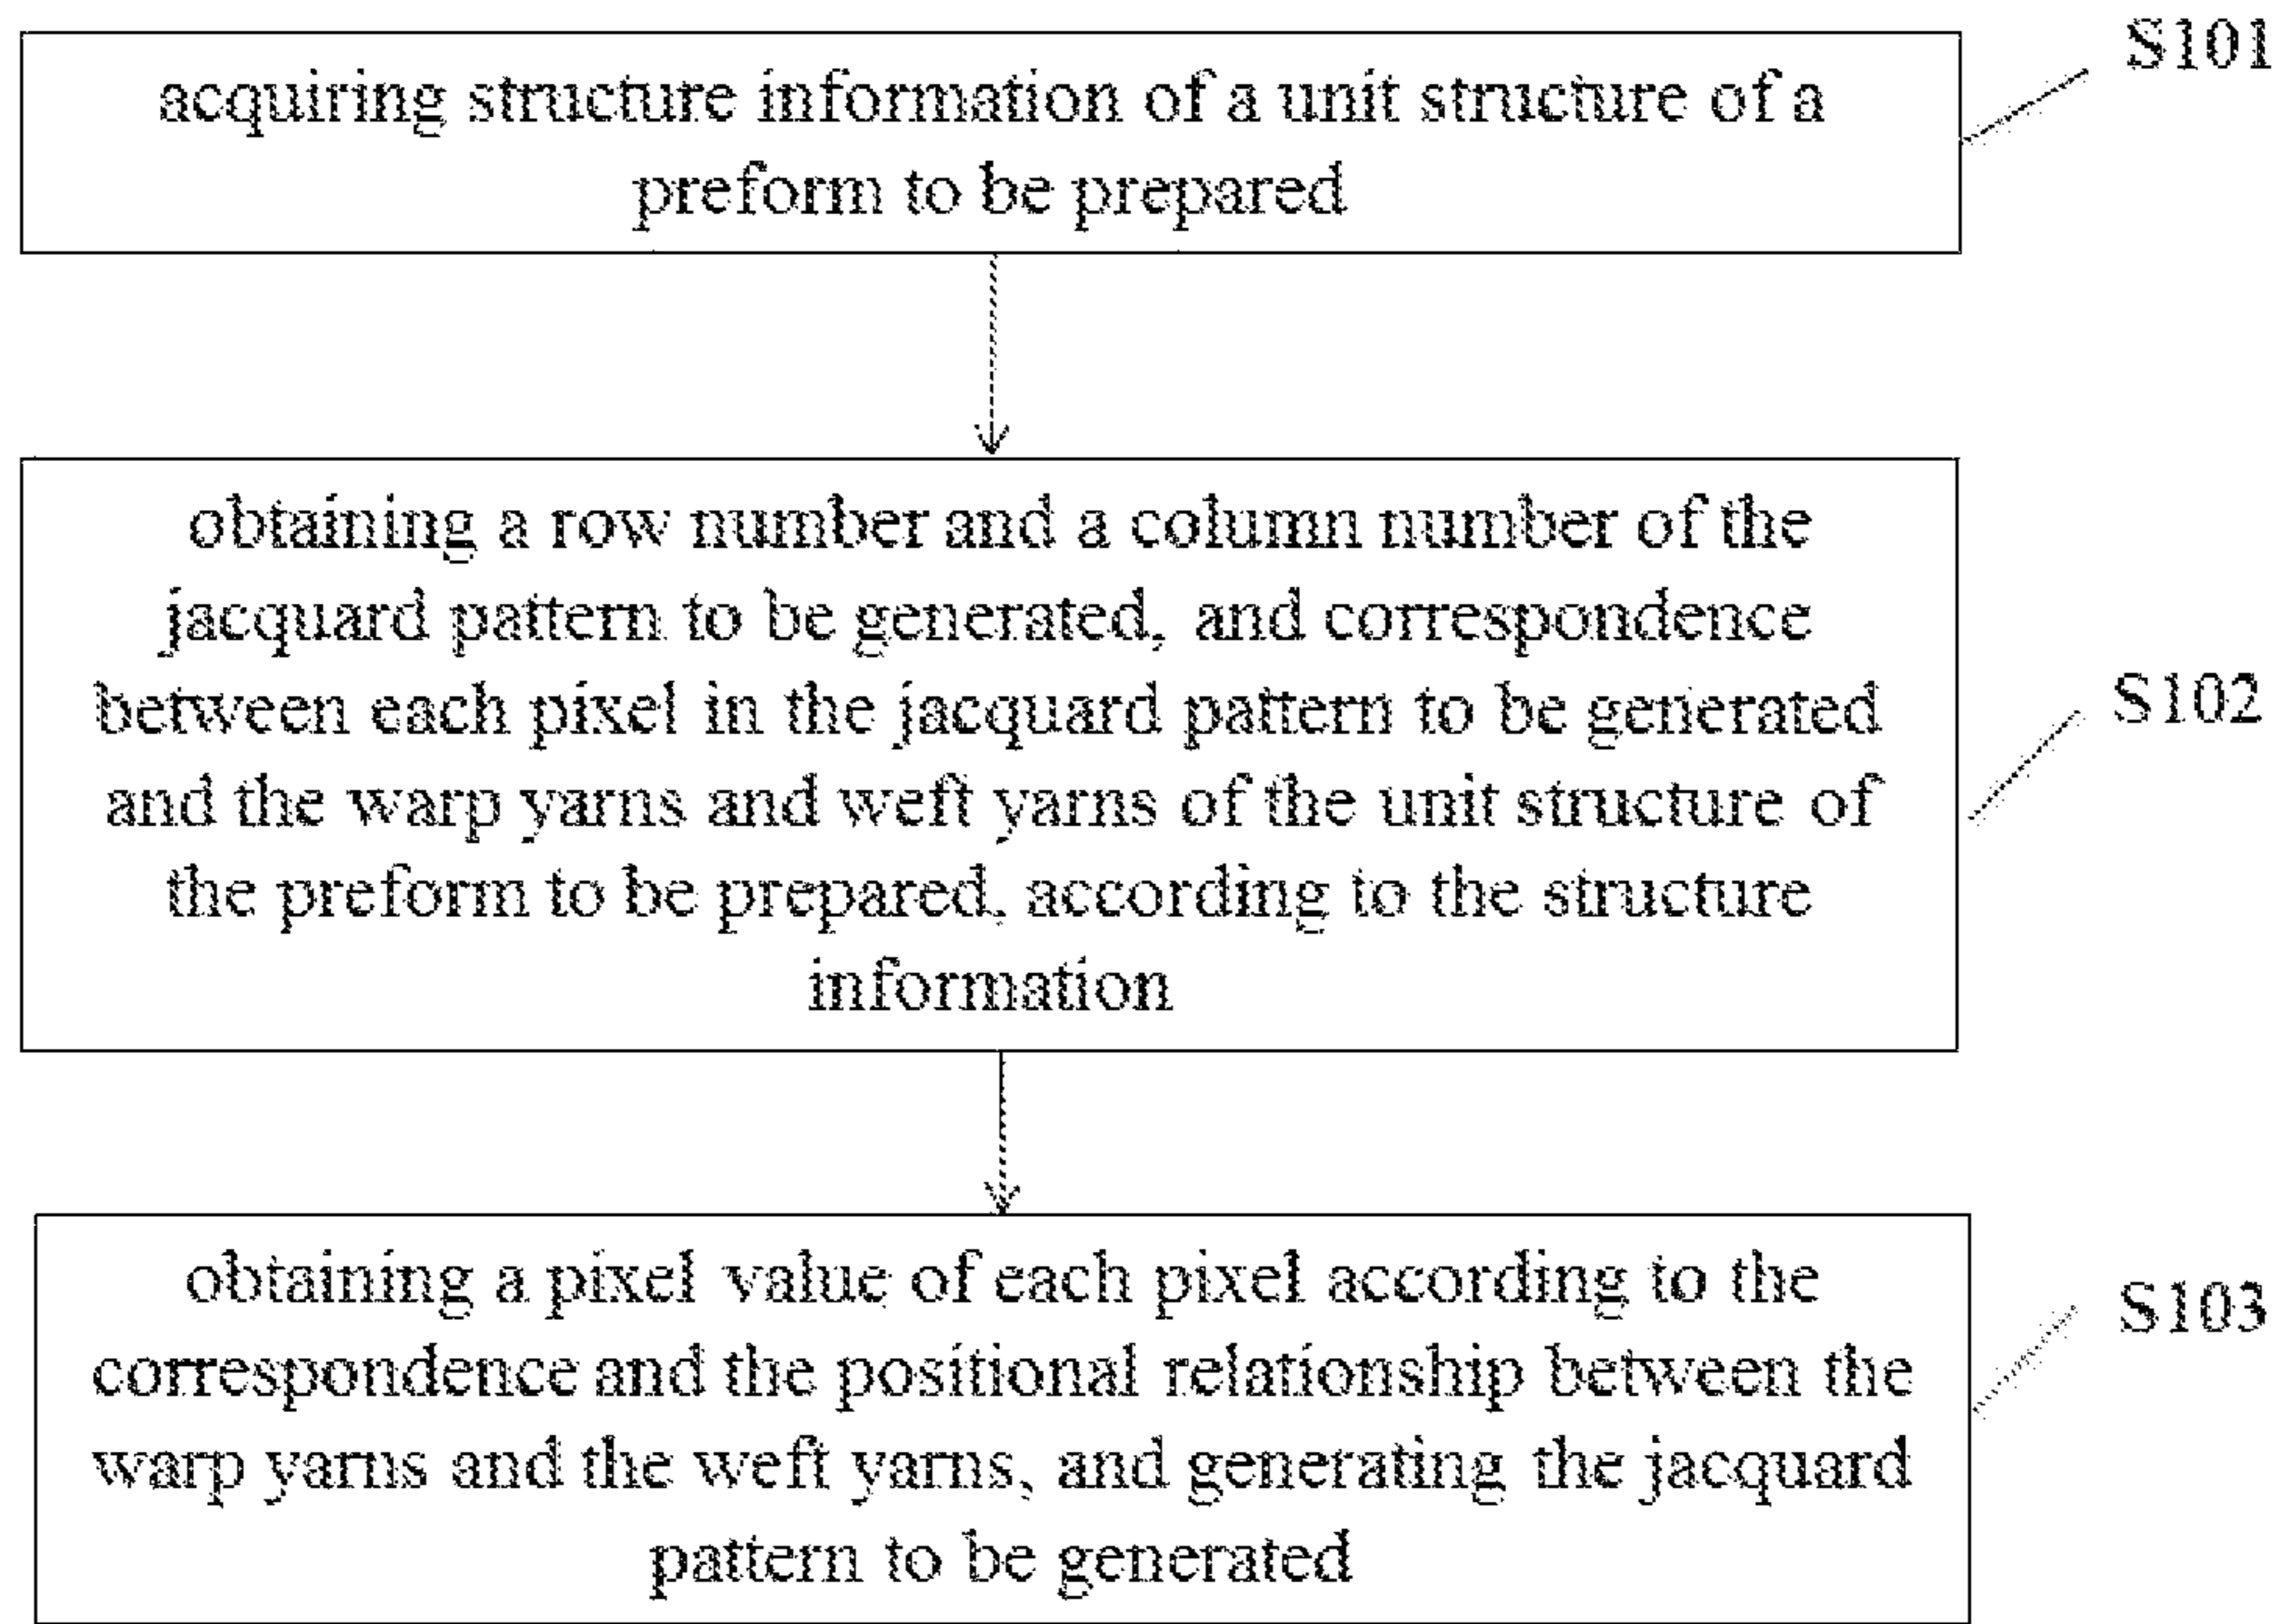 S101
acquiring structure information of a unit structure of a
preform to be prepared
obtaining a row number and a column number of the
jacquard pattern to be generated, and correspondence
between each pixel in the jacquard pattern to be generated
and the warp yarns and weft yarns of the unit structure of
the preform to be prepared, according to the structure
information
S102
obtaining a pixel value of each pixel according to the
correspondence and the positional relationship between the
warp yarns and the weft yarns, and generating the jacquard
pattern to be generated
S103